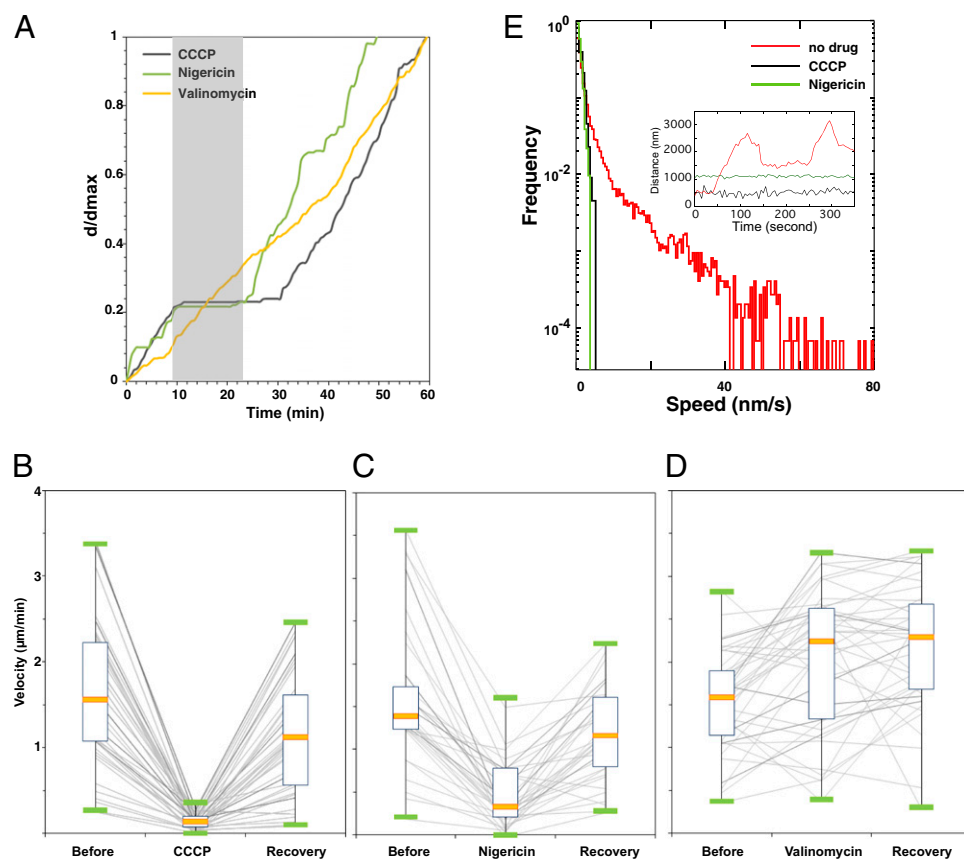 A
CCCP
Nigericin
Valinomycin
1
0.8
0.6
0.4
0.2
0
d/dmax
0 10 20 30 40 50 60
Time (min)
E
no drug
CCCP
Nigericin
10^0
10^-2
10^-4
Frequency
3000
2000
1000
0
Distance (nm)
0 100 200 300
Time (second)
0 40 80
Speed (nm/s)
B
4
3
2
1
Velocity (µm/min)
Before CCCP Recovery
C
Before Nigericin Recovery
D
Before Valinomycin Recovery